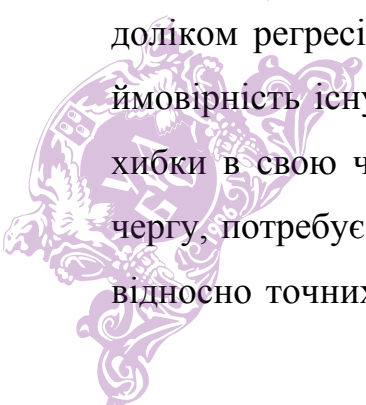 доліком регресі
ймовірність існу
хибки в свою ч
чергу, потребує
відносно точних